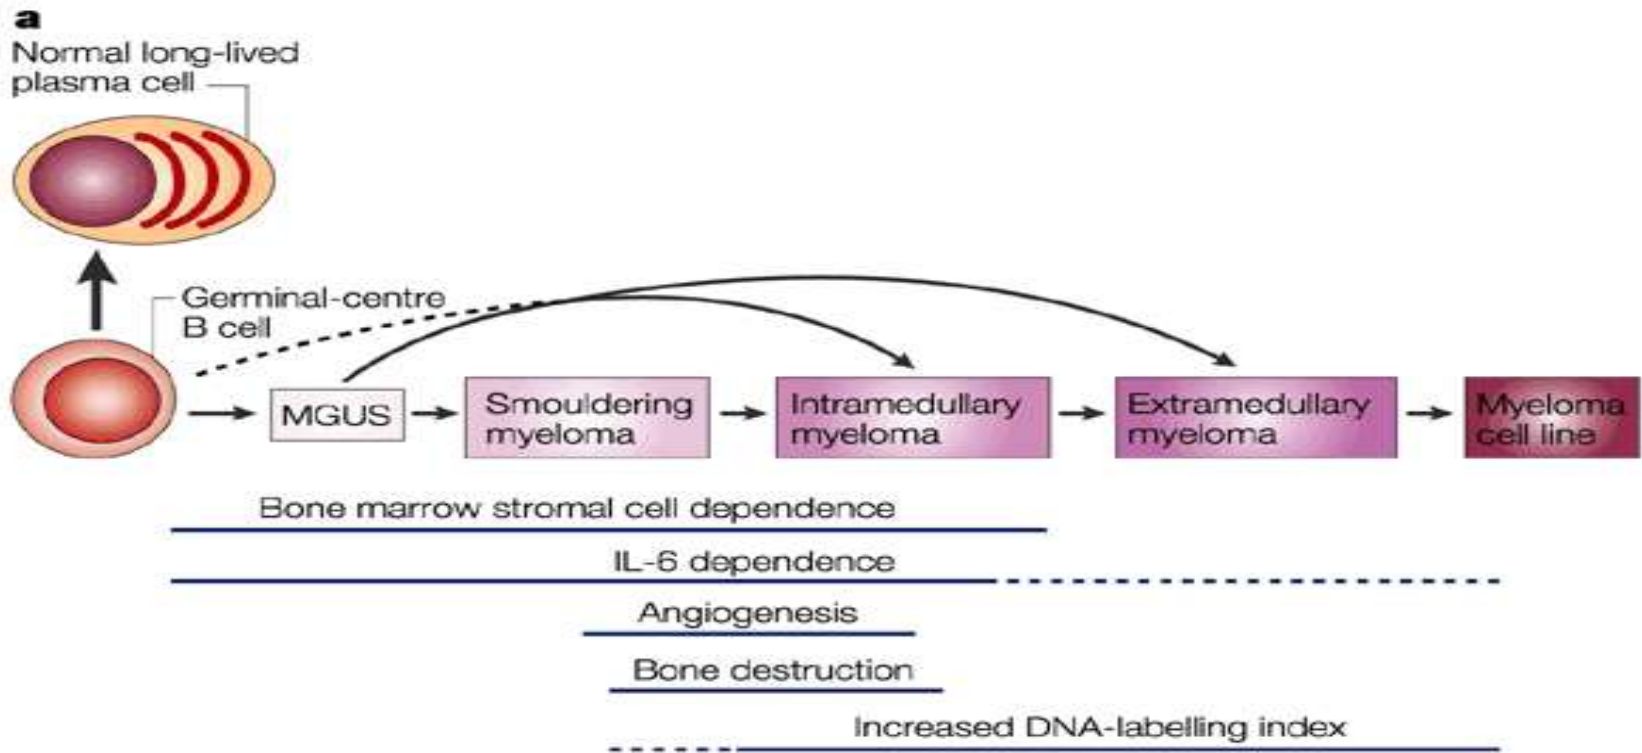 a
Normal long-lived
plasma cell
Germinal-centre
B cell
MGUS
Smouldering
myeloma
Intramedullary
myeloma
Extramedullary
myeloma
Myeloma
cell line
Bone marrow stromal cell dependence
IL-6 dependence
Angiogenesis
Bone destruction
Increased DNA-labelling index